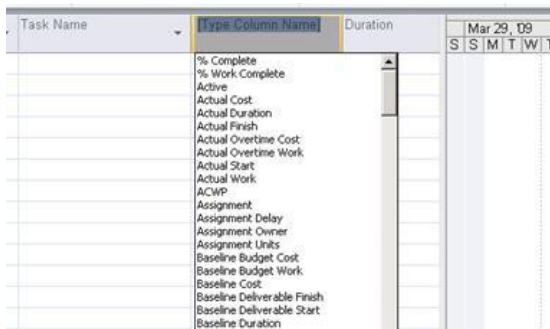 Task Name
[Type Column Name]
Duration
Mar 29, '09
S S M T W T
% Complete
% Work Complete
Active
Actual Cost
Actual Duration
Actual Finish
Actual Overtime Cost
Actual Overtime Work
Actual Start
Actual Work
ACWP
Assignment
Assignment Delay
Assignment Owner
Assignment Units
Baseline Budget Cost
Baseline Budget Work
Baseline Cost
Baseline Deliverable Finish
Baseline Deliverable Start
Baseline Duration